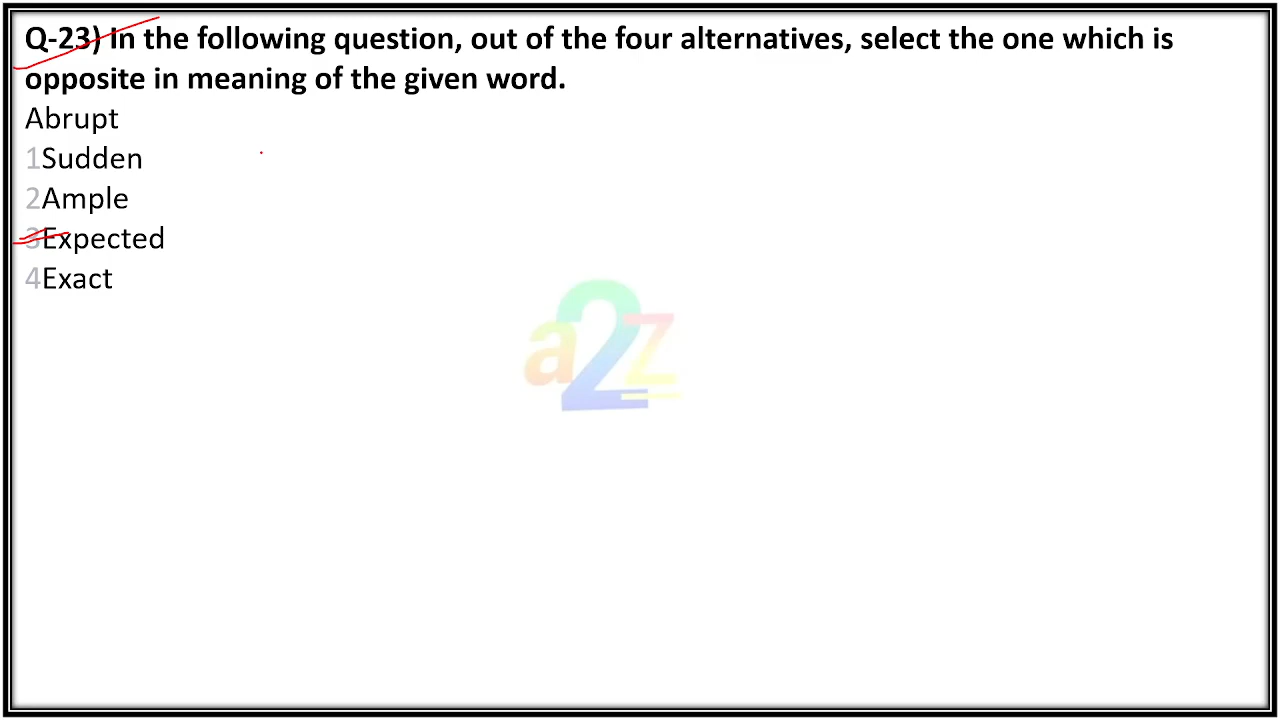 Q-23) In the following question, out of the four alternatives, select the one which is
opposite in meaning of the given word.
Abrupt
1Sudden
2Ample
3Expected
4Exact
a2z